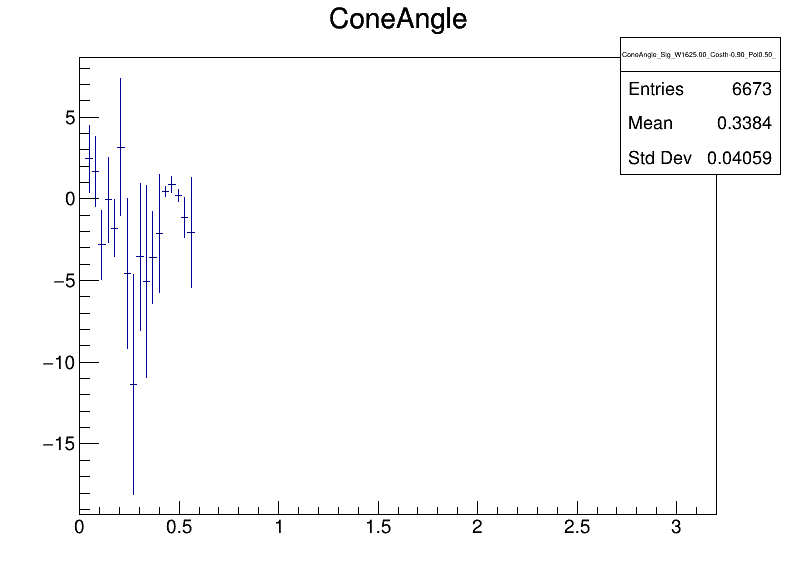 ConeAngle
ConeAngle_Sig_W1625.00_Costh-0.90_Pol0.50_
Entries 6673
Mean 0.3384
Std Dev 0.04059
5
0
−5
−10
−15
0 0.5 1 1.5 2 2.5 3